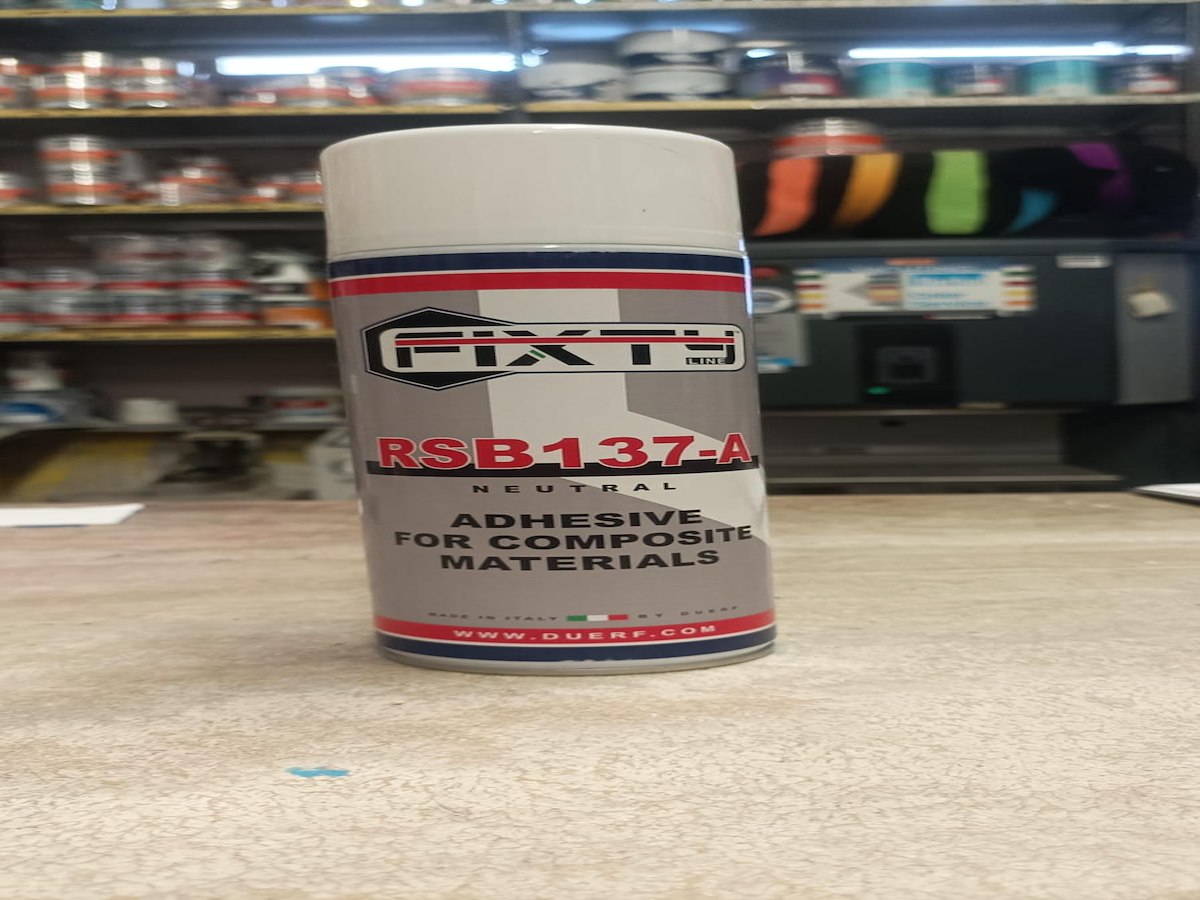 FIXTY
LINE
RSB137-A
NEUTRAL
ADHESIVE
FOR COMPOSITE
MATERIALS
MADE IN ITALY BY DUERF
WWW.DUERF.COM